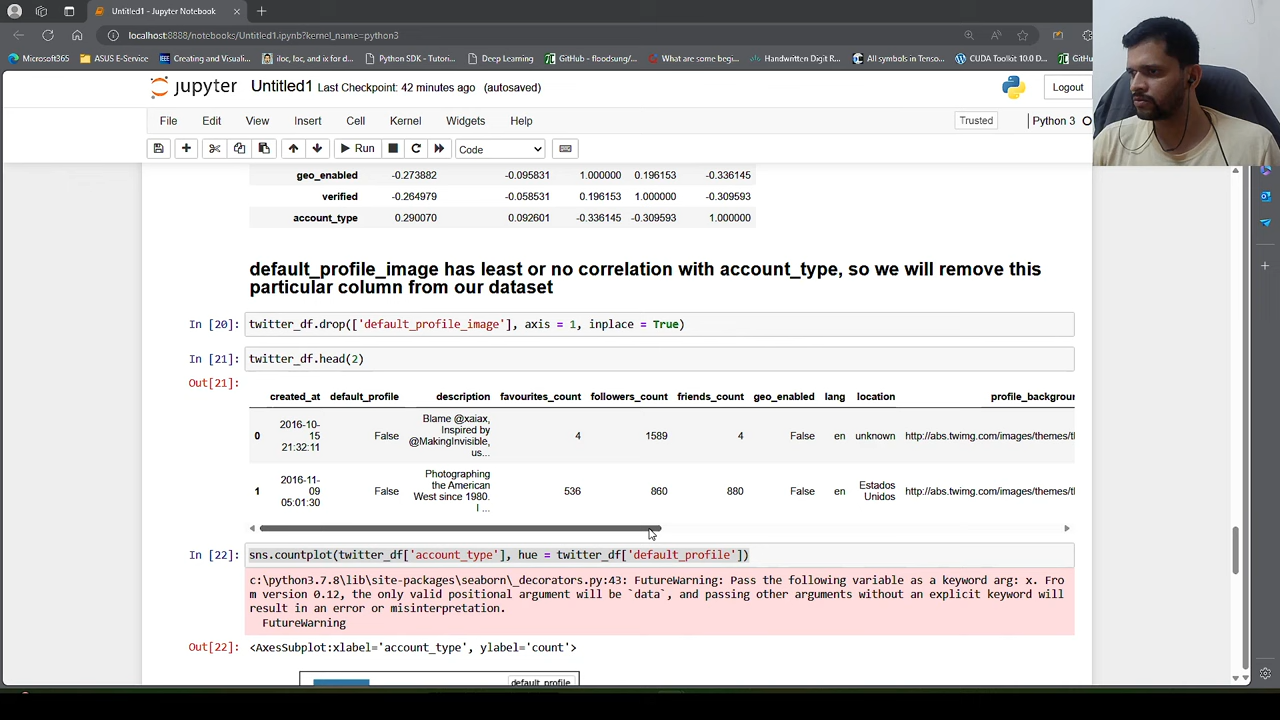 Untitled1 - Jupyter Notebook
localhost:8888/notebooks/Untitled1.ipynb?kernel_name=python3
Microsoft365 ASUS E-Service Creating and Visuali... iloc, loc, and ix for d... Python SDK - Tutori... Deep Learning GitHub - floodsung/... What are some begi... Handwritten Digit R... All symbols in Tenso... CUDA Toolkit 10.0 D... GitH
jupyter Untitled1 Last Checkpoint: 42 minutes ago (autosaved) Logout
File Edit View Insert Cell Kernel Widgets Help Trusted Python 3
Run Code
geo_enabled -0.273882 -0.095831 1.000000 0.196153 -0.336145
verified -0.264979 -0.058531 0.196153 1.000000 -0.309593
account_type 0.290070 0.092601 -0.336145 -0.309593 1.000000
default_profile_image has least or no correlation with account_type, so we will remove this
particular column from our dataset
In [20]: twitter_df.drop(['default_profile_image'], axis = 1, inplace = True)
In [21]: twitter_df.head(2)
Out[21]:
created_at default_profile description favourites_count followers_count friends_count geo_enabled lang location profile_backgroun
0 2016-10-15 21:32:11 False Blame @xaiax, Inspired by @MakingInvisible, us... 4 1589 4 False en unknown http://abs.twimg.com/images/themes/th
1 2016-11-09 05:01:30 False Photographing the American West since 1980. I ... 536 860 880 False en Estados Unidos http://abs.twimg.com/images/themes/th
In [22]: sns.countplot(twitter_df['account_type'], hue = twitter_df['default_profile'])
c:\python3.7.8\lib\site-packages\seaborn\_decorators.py:43: FutureWarning: Pass the following variable as a keyword arg: x. Fro
m version 0.12, the only valid positional argument will be `data`, and passing other arguments without an explicit keyword will
result in an error or misinterpretation.
FutureWarning
Out[22]: <AxesSubplot:xlabel='account_type', ylabel='count'>
default_profile